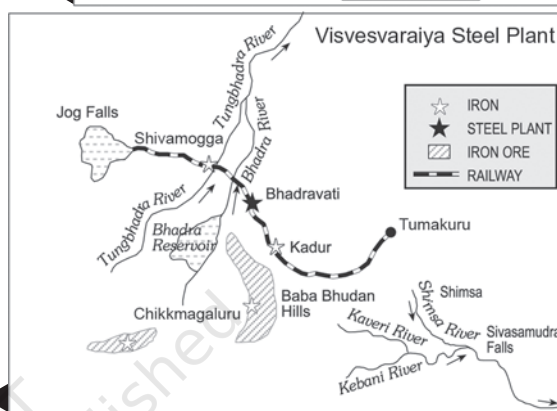 Visvesvaraiya Steel Plant
IRON
STEEL PLANT
IRON ORE
RAILWAY
Jog Falls
Shivamogga
Tungbhadra River
Bhadra River
Tungbhadra River
Bhadravati
Bhadra
Reservoir
Kadur
Tumakuru
Chikkmagaluru
Baba Bhudan
Hills
Shimsa
Shimsa River
Kaveri River
Sivasamudra
Falls
Kebani River